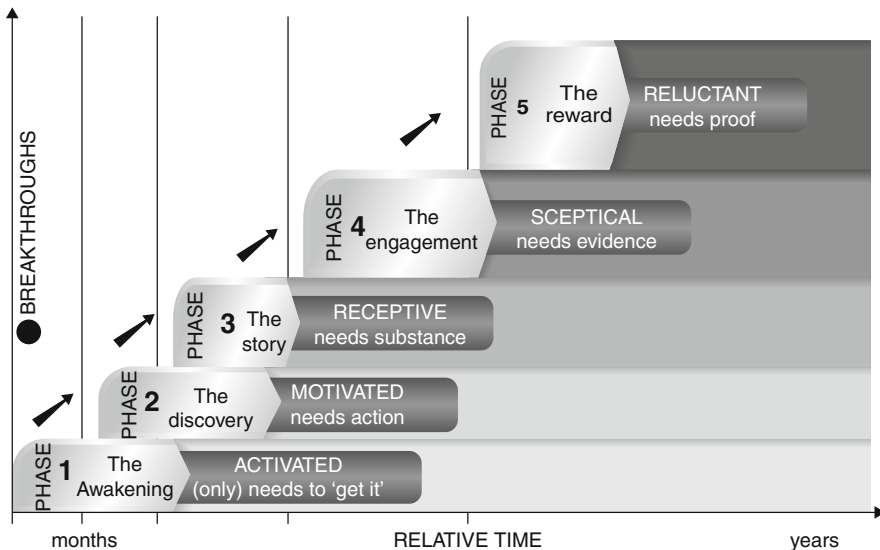 BREAKTHROUGHS
PHASE
5
The
reward
RELUCTANT
needs proof
PHASE
4
The
engagement
SCEPTICAL
needs evidence
PHASE
3
The
story
RECEPTIVE
needs substance
PHASE
2
The
discovery
MOTIVATED
needs action
PHASE
1
The
Awakening
ACTIVATED
(only) needs to ‘get it’
months
RELATIVE TIME
years